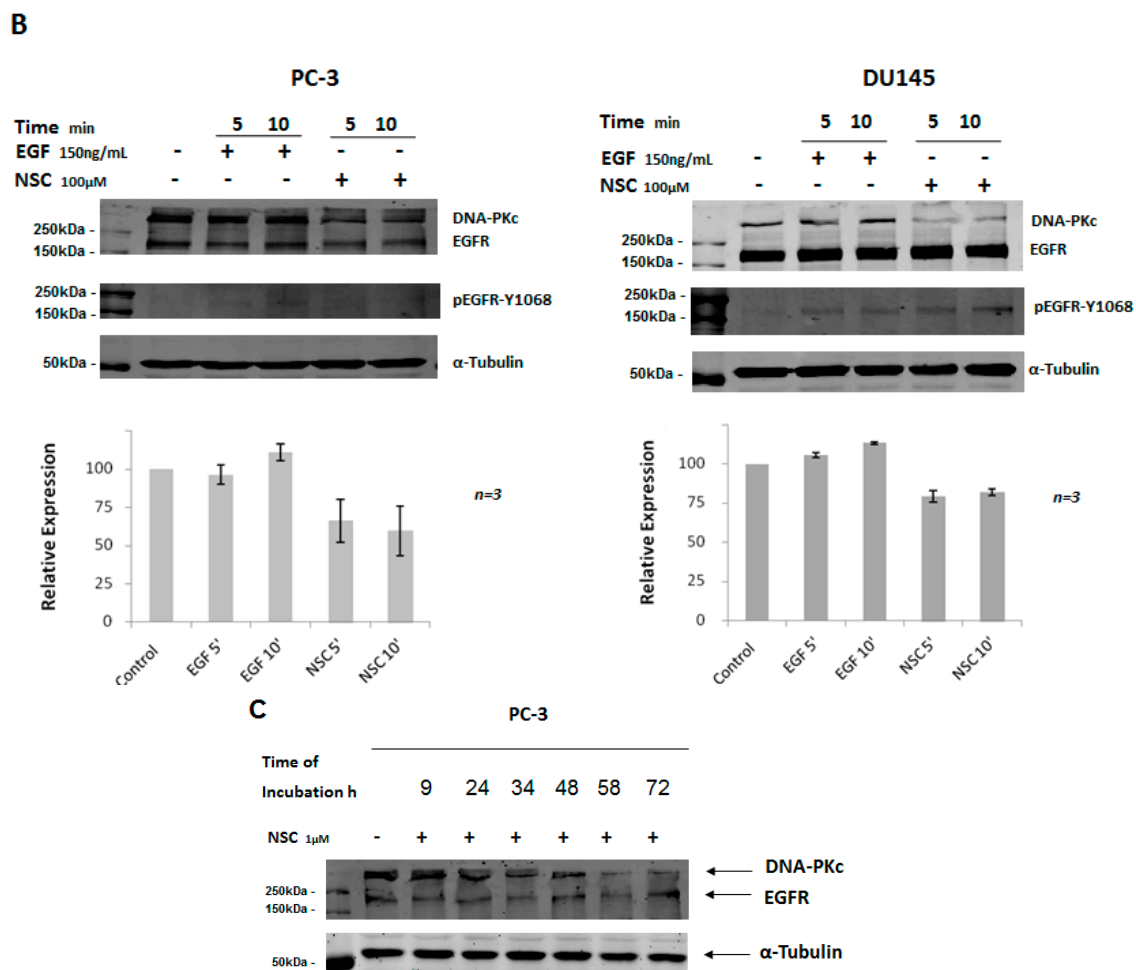 B
PC-3
Time min 5 10 5 10
EGF 150ng/mL - + + - -
NSC 100µM - - - + +
DNA-PKc
250kDa -
EGFR
150kDa -
250kDa -
pEGFR-Y1068
150kDa -
50kDa -
α-Tubulin
Relative Expression
100
75
50
25
0
n=3
Control
EGF 5'
EGF 10'
NSC 5'
NSC 10'
DU145
Time min 5 10 5 10
EGF 150ng/mL - + + - -
NSC 100µM - - - + +
DNA-PKc
250kDa -
EGFR
150kDa -
250kDa -
pEGFR-Y1068
150kDa -
50kDa -
α-Tubulin
Relative Expression
100
75
50
25
0
n=3
Control
EGF 5'
EGF 10'
NSC 5'
NSC 10'
C
PC-3
Time of
Incubation h 9 24 34 48 58 72
NSC 1µM - + + + + + +
DNA-PKc
250kDa -
EGFR
150kDa -
α-Tubulin
50kDa -